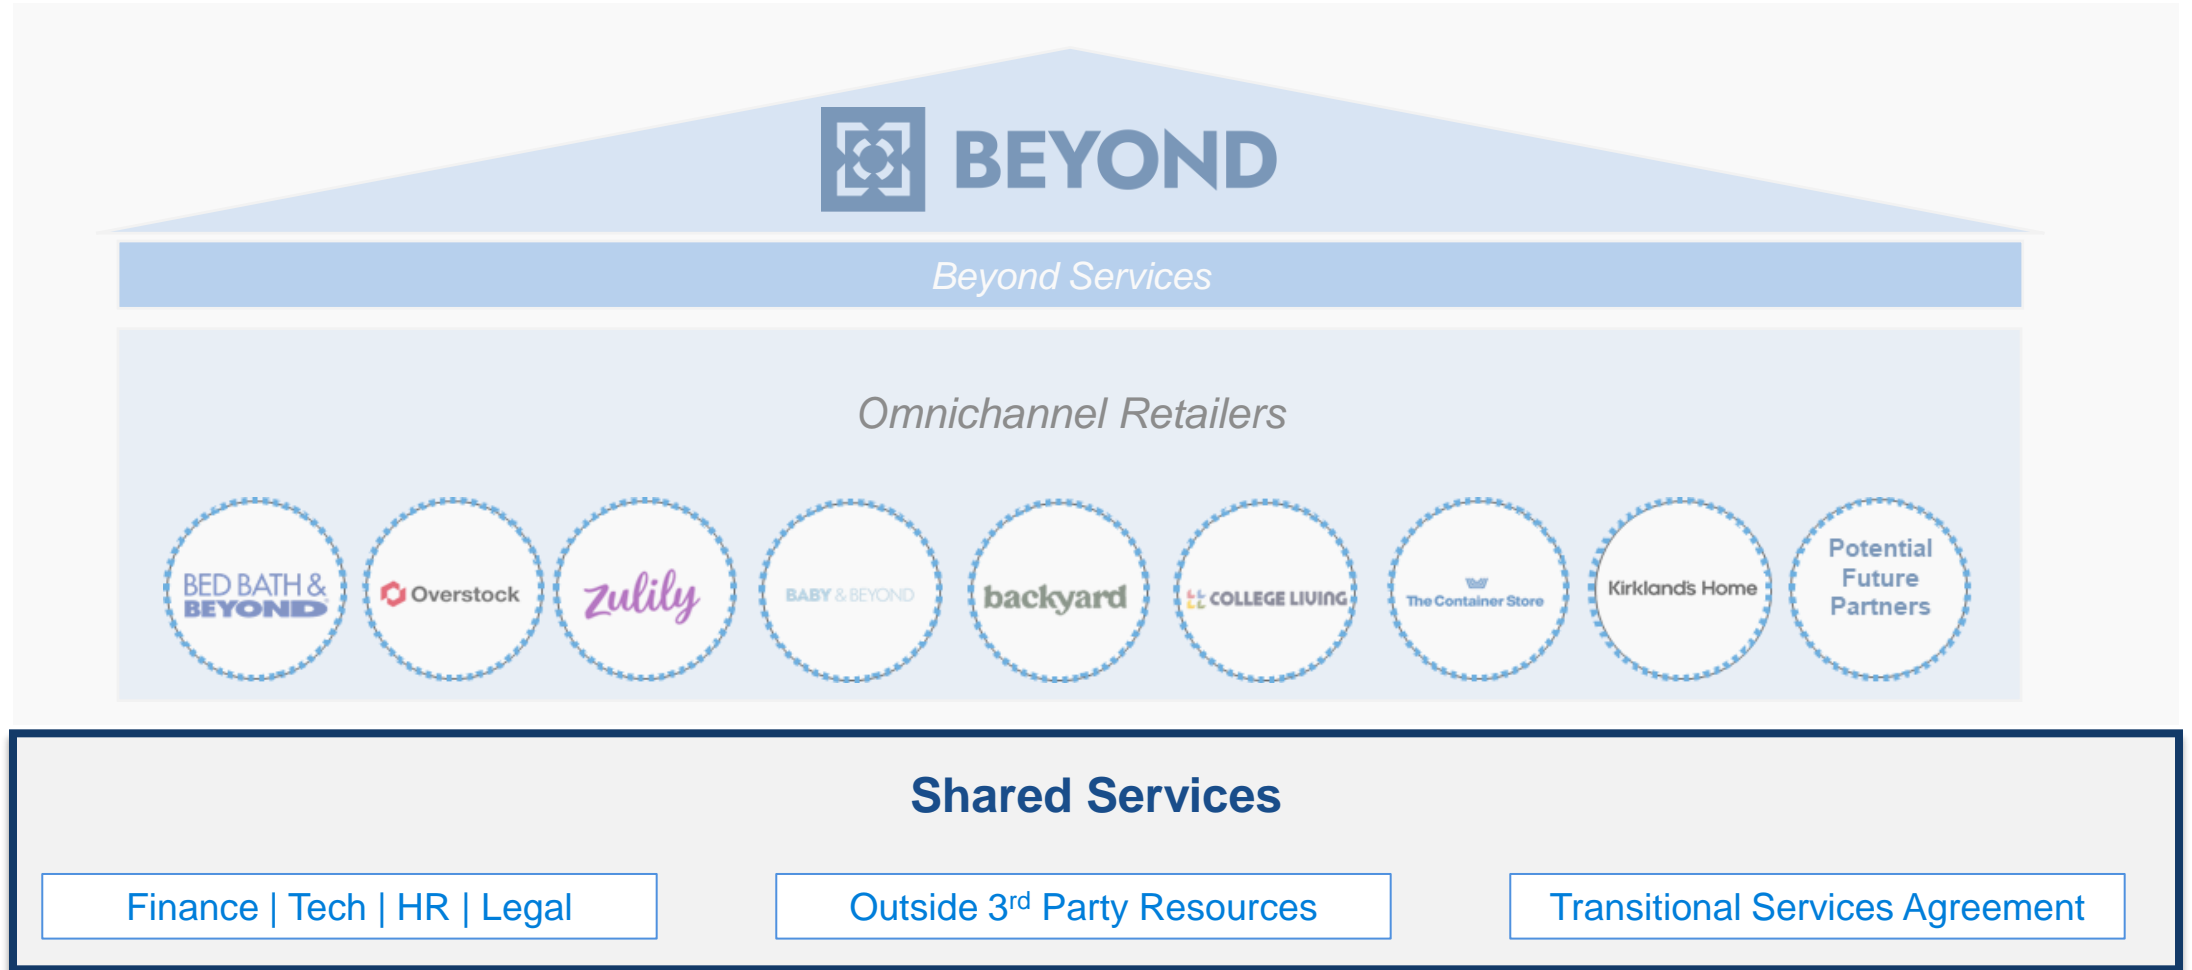 BEYOND
Beyond Services
Omnichannel Retailers
BED BATH &
BEYOND
Overstock
zulily
BABY & BEYOND
backyard
COLLEGE LIVING
The Container Store
Kirkland's Home
Potential
Future
Partners
Shared Services
Finance | Tech | HR | Legal
Outside 3rd Party Resources
Transitional Services Agreement